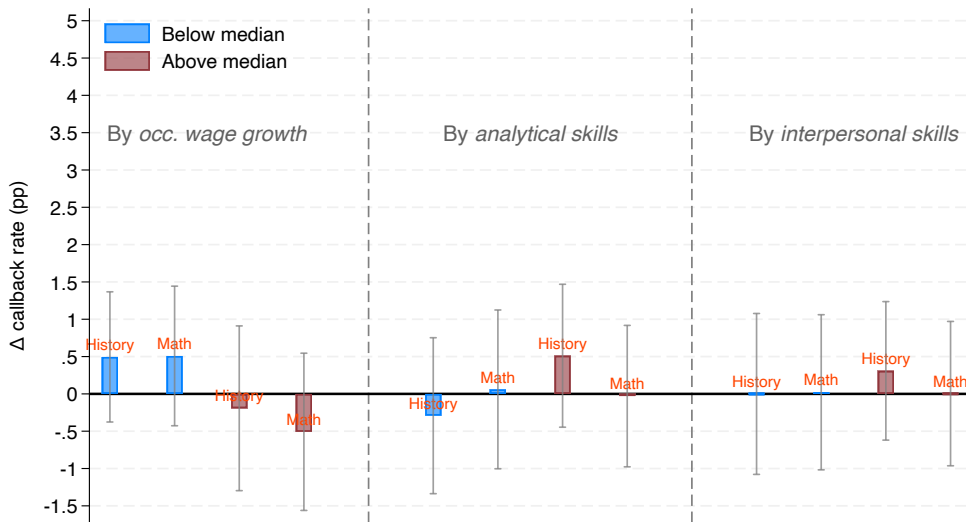 5
4.5
4
3.5
3
2.5
2
1.5
1
.5
0
-.5
-1
-1.5
Δ callback rate (pp)
Below median
Above median
By occ. wage growth
By analytical skills
By interpersonal skills
History
Math
History
Math
History
Math
History
Math
History
Math
History
Math